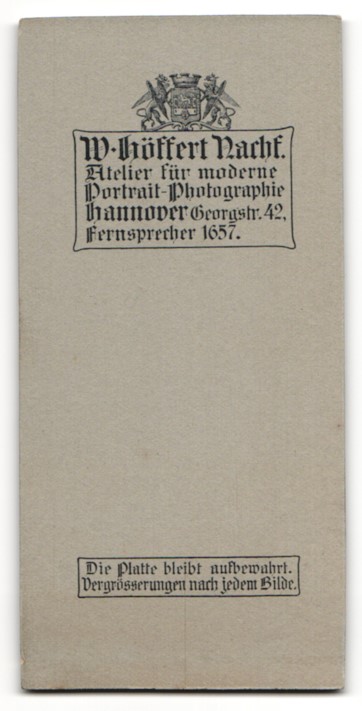 W. Höffert Nachf.
Atelier für moderne
Portrait-Photographie
Hannover Georgstr. 42,
Fernsprecher 1657.
Die Platte bleibt aufbewahrt.
Vergrösserungen nach jedem Bilde.